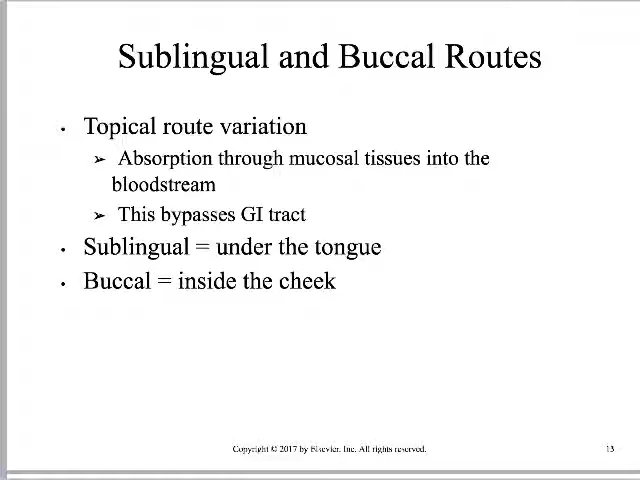 Sublingual and Buccal Routes
• Topical route variation
➢ Absorption through mucosal tissues into the
bloodstream
➢ This bypasses GI tract
• Sublingual = under the tongue
• Buccal = inside the cheek
Copyright © 2017 by Elsevier, Inc. All rights reserved.
13